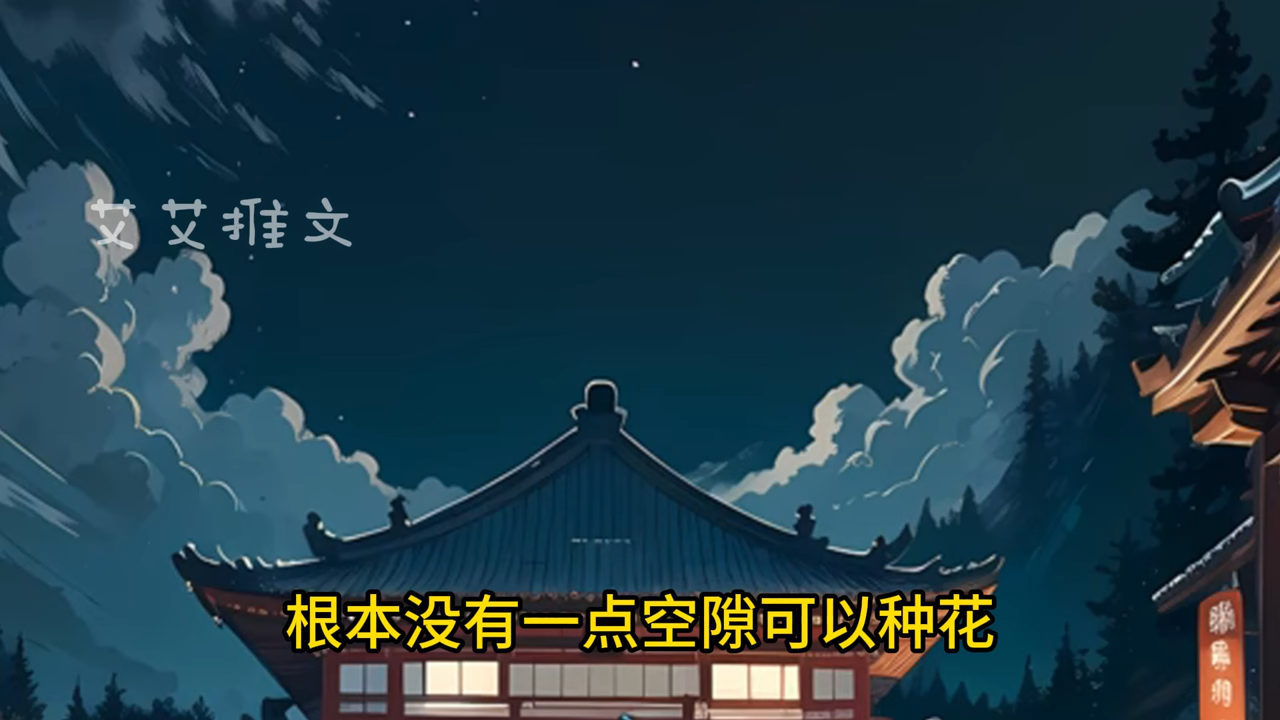 艾艾推文
根本没有一点空隙可以种花